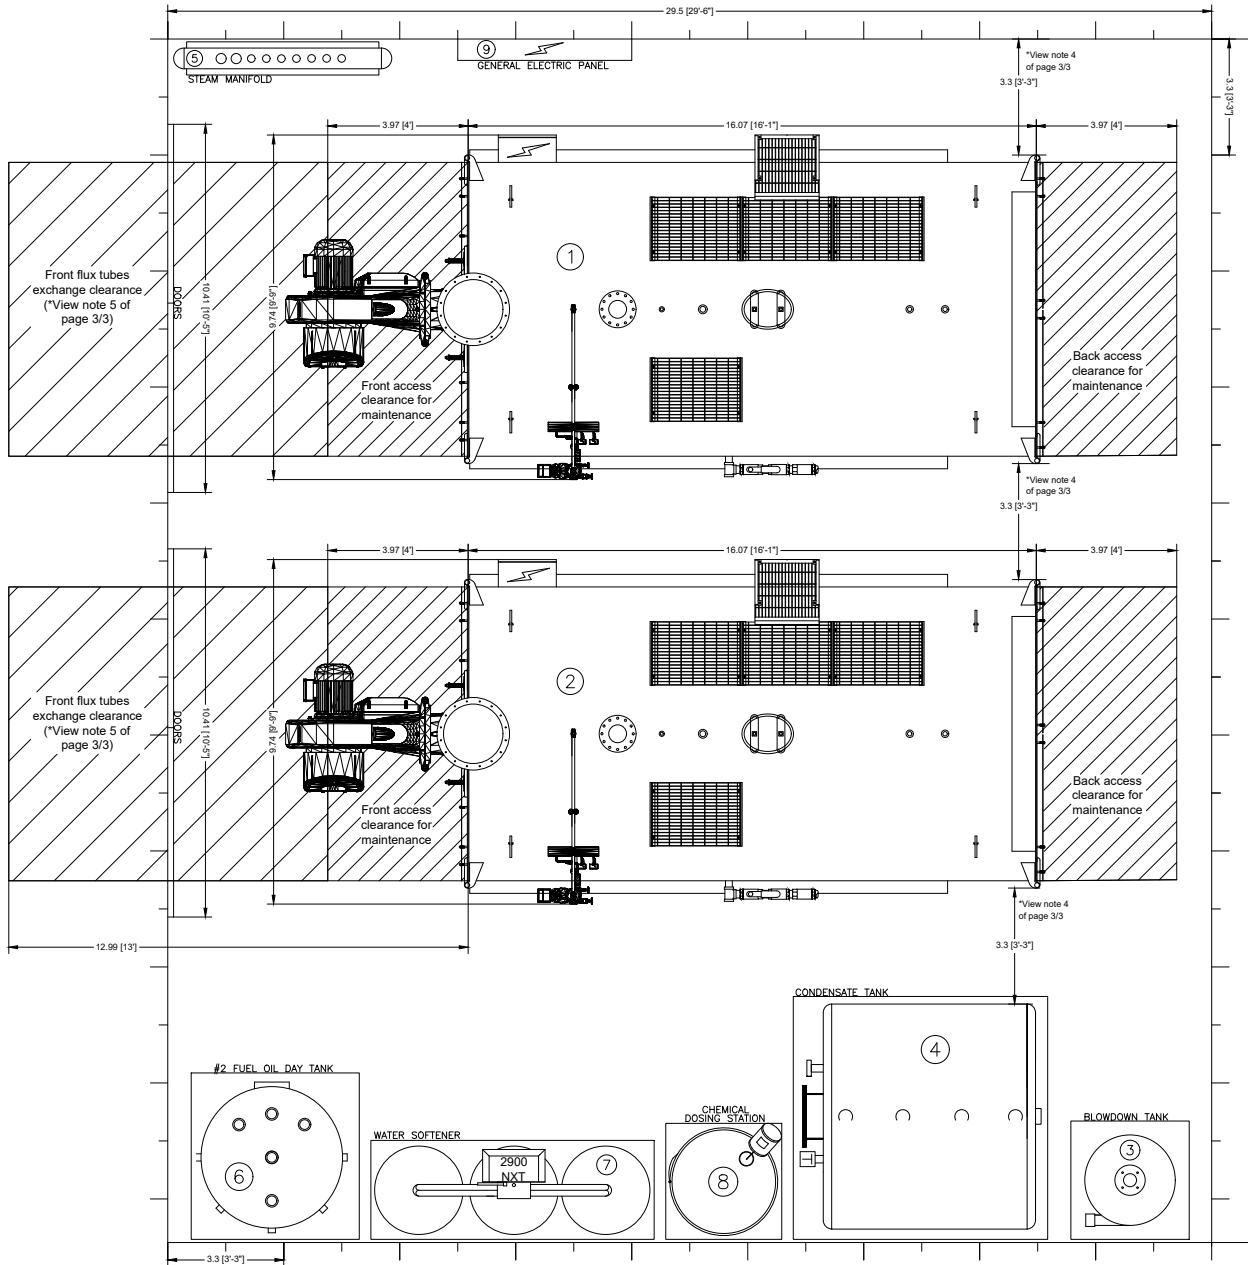 29.5 [29'-6"]
5
STEAM MANIFOLD
9
GENERAL ELECTRIC PANEL
*View note 4
of page 3/3
3.3 [3'-3"]
3.3 [3'-3"]
3.97 [4']
16.07 [16'-1"]
3.97 [4']
1
Front flux tubes
exchange clearance
(*View note 5 of
page 3/3)
DOORS
10.41 [10'-5"]
9.74 [9'-9"]
Front access
clearance for
maintenance
Back access
clearance for
maintenance
*View note 4
of page 3/3
3.3 [3'-3"]
3.97 [4']
16.07 [16'-1"]
3.97 [4']
2
Front flux tubes
exchange clearance
(*View note 5 of
page 3/3)
DOORS
10.41 [10'-5"]
9.74 [9'-9"]
Front access
clearance for
maintenance
Back access
clearance for
maintenance
*View note 4
of page 3/3
12.99 [13']
3.3 [3'-3"]
CONDENSATE TANK
4
#2 FUEL OIL DAY TANK
6
WATER SOFTENER
2900
NXT
7
CHEMICAL
DOSING STATION
8
BLOWDOWN TANK
3
3.3 [3'-3"]